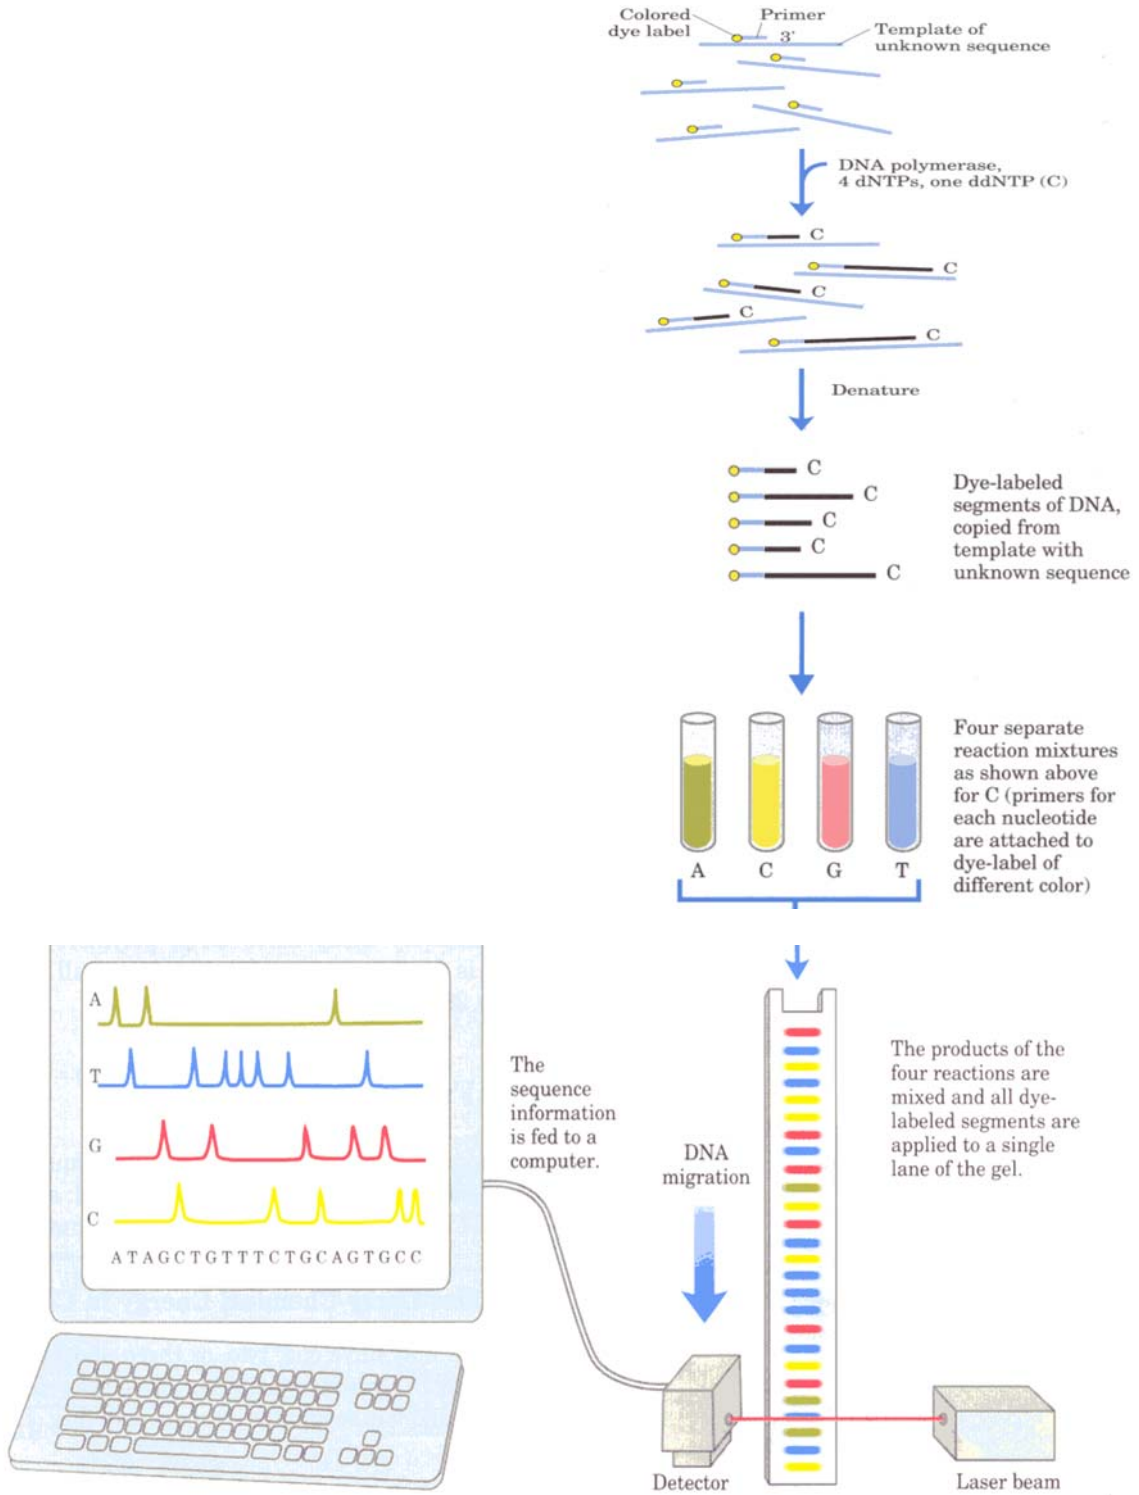 Colored
dye label
Primer
3'
Template of
unknown sequence
DNA polymerase,
4 dNTPs, one ddNTP (C)
C
C
C
C
C
Denature
C
C
C
C
C
Dye-labeled
segments of DNA,
copied from
template with
unknown sequence
Four separate
reaction mixtures
as shown above
for C (primers for
each nucleotide
are attached to
dye-label of
different color)
A C G T
A
T
G
C
A T A G C T G T T T C T G C A G T G C C
The
sequence
information
is fed to a
computer.
DNA
migration
The products of the
four reactions are
mixed and all dye-
labeled segments are
applied to a single
lane of the gel.
Detector
Laser beam